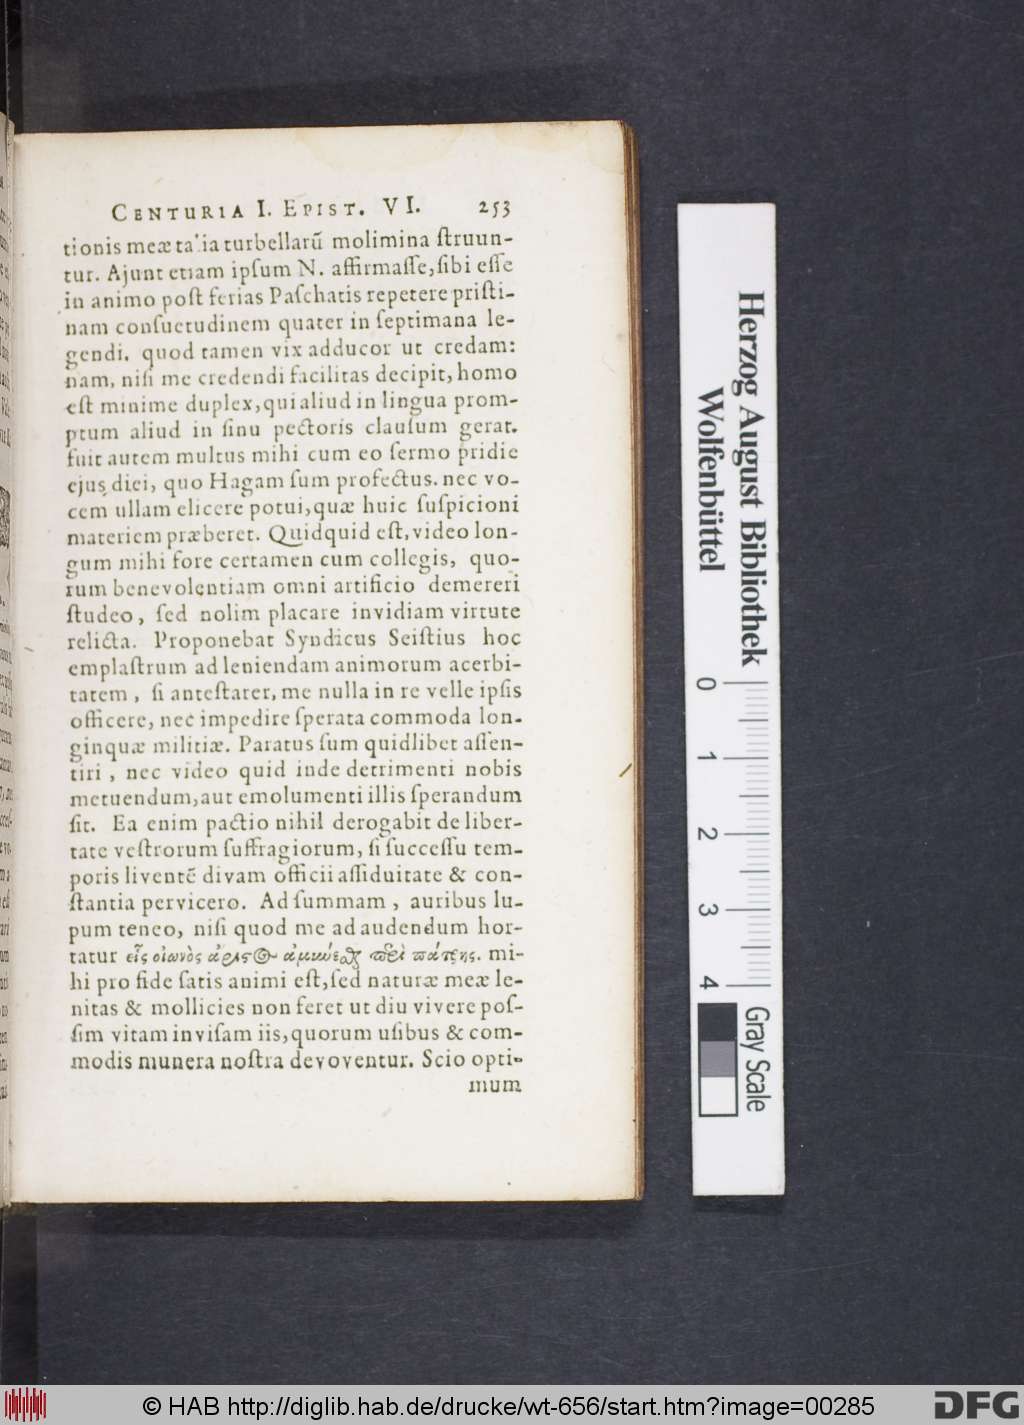 CENTURIA I. EPIST. VI. 253
tionis meæ talia turbellarũ molimina ſtruun-
tur. Ajunt etiam ipſum N. affirmaſſe, ſibi eſſe
in animo poſt ferias Paſchatis repetere priſti-
nam conſuetudinem quater in ſeptimana le-
gendi. quod tamen vix adducor ut credam:
nam, niſi me credendi facilitas decipit, homo
eſt minime duplex, qui aliud in lingua prom-
ptum aliud in ſinu pectoris clauſum gerat.
fuit autem multus mihi cum eo ſermo pridie
ejus diei, quo Hagam ſum profectus. nec vo-
cem ullam elicere potui, quæ huic ſuſpicioni
materiem præberet. Quidquid eſt, video lon-
gum mihi fore certamen cum collegis, quo-
rum benevolentiam omni artificio demereri
ſtudeo, ſed nolim placare invidiam virtute
relicta. Proponebat Syndicus Seiſtius hoc
emplaſtrum ad leniendam animorum acerbi-
tatem, ſi anteſtarer, me nulla in re velle ipſis
officere, nec impedire ſperata commoda lon-
ginquæ militiæ. Paratus ſum quidlibet aſſen-
tiri, nec video quid inde detrimenti nobis
metuendum, aut emolumenti illis ſperandum
ſit. Ea enim pactio nihil derogabit de liber-
tate veſtrorum ſuffragiorum, ſi ſucceſſu tem-
poris liventẽ divam officii aſſiduitate & con-
ſtantia pervicero. Ad ſummam, auribus lu-
pum teneo, niſi quod me ad audendum hor-
tatur εἷς οἰωνὸς ἄριστος ἀμύνεσθαι περὶ πάτρης. mi-
hi pro fide ſatis animi eſt, ſed naturæ meæ le-
nitas & mollicies non feret ut diu vivere poſ-
ſim vitam inviſam iis, quorum uſibus & com-
modis munera noſtra devoventur. Scio opti-
mum
Herzog August Bibliothek
Wolfenbüttel
0 1 2 3 4
Gray Scale
© HAB http://diglib.hab.de/drucke/wt-656/start.htm?image=00285
DFG